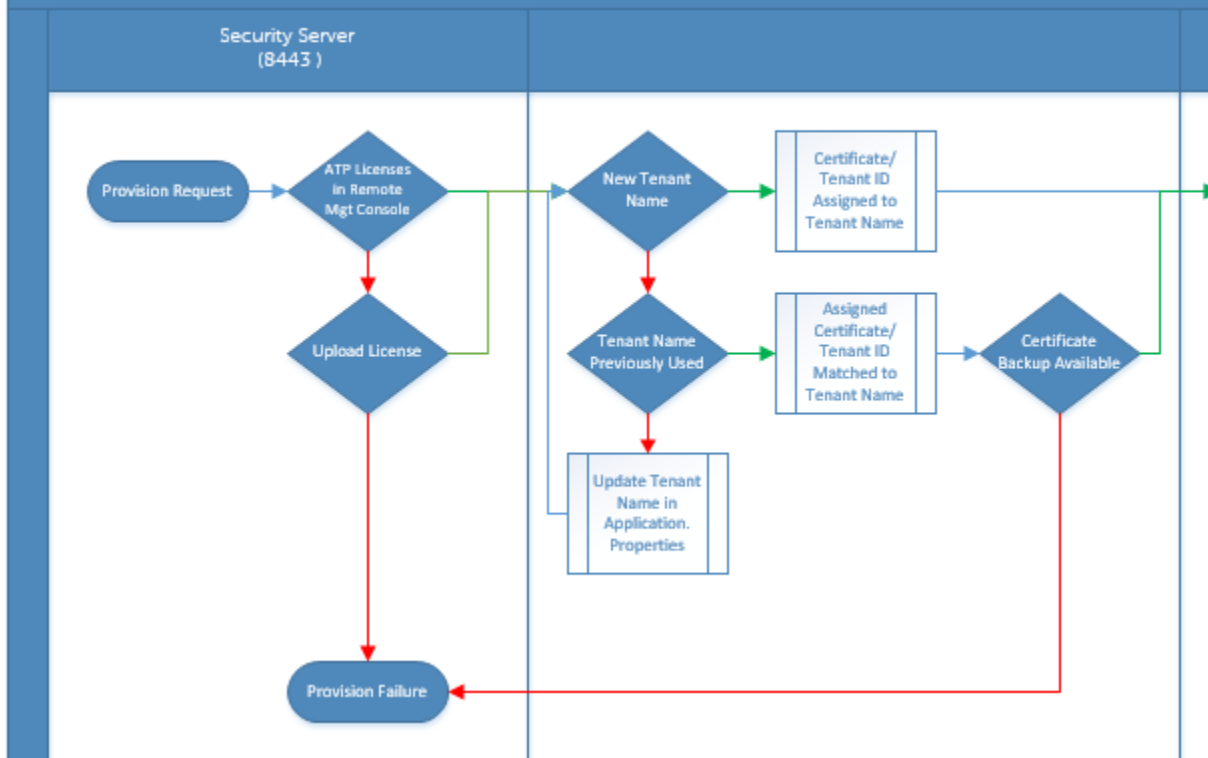 Security Server
(8443 )
Provision Request
ATP Licenses
in Remote
Mgt Console
New Tenant
Name
Certificate/
Tenant ID
Assigned to
Tenant Name
Upload License
Tenant Name
Previously Used
Assigned
Certificate/
Tenant ID
Matched to
Tenant Name
Certificate
Backup Available
Update Tenant
Name in
Application.
Properties
Provision Failure